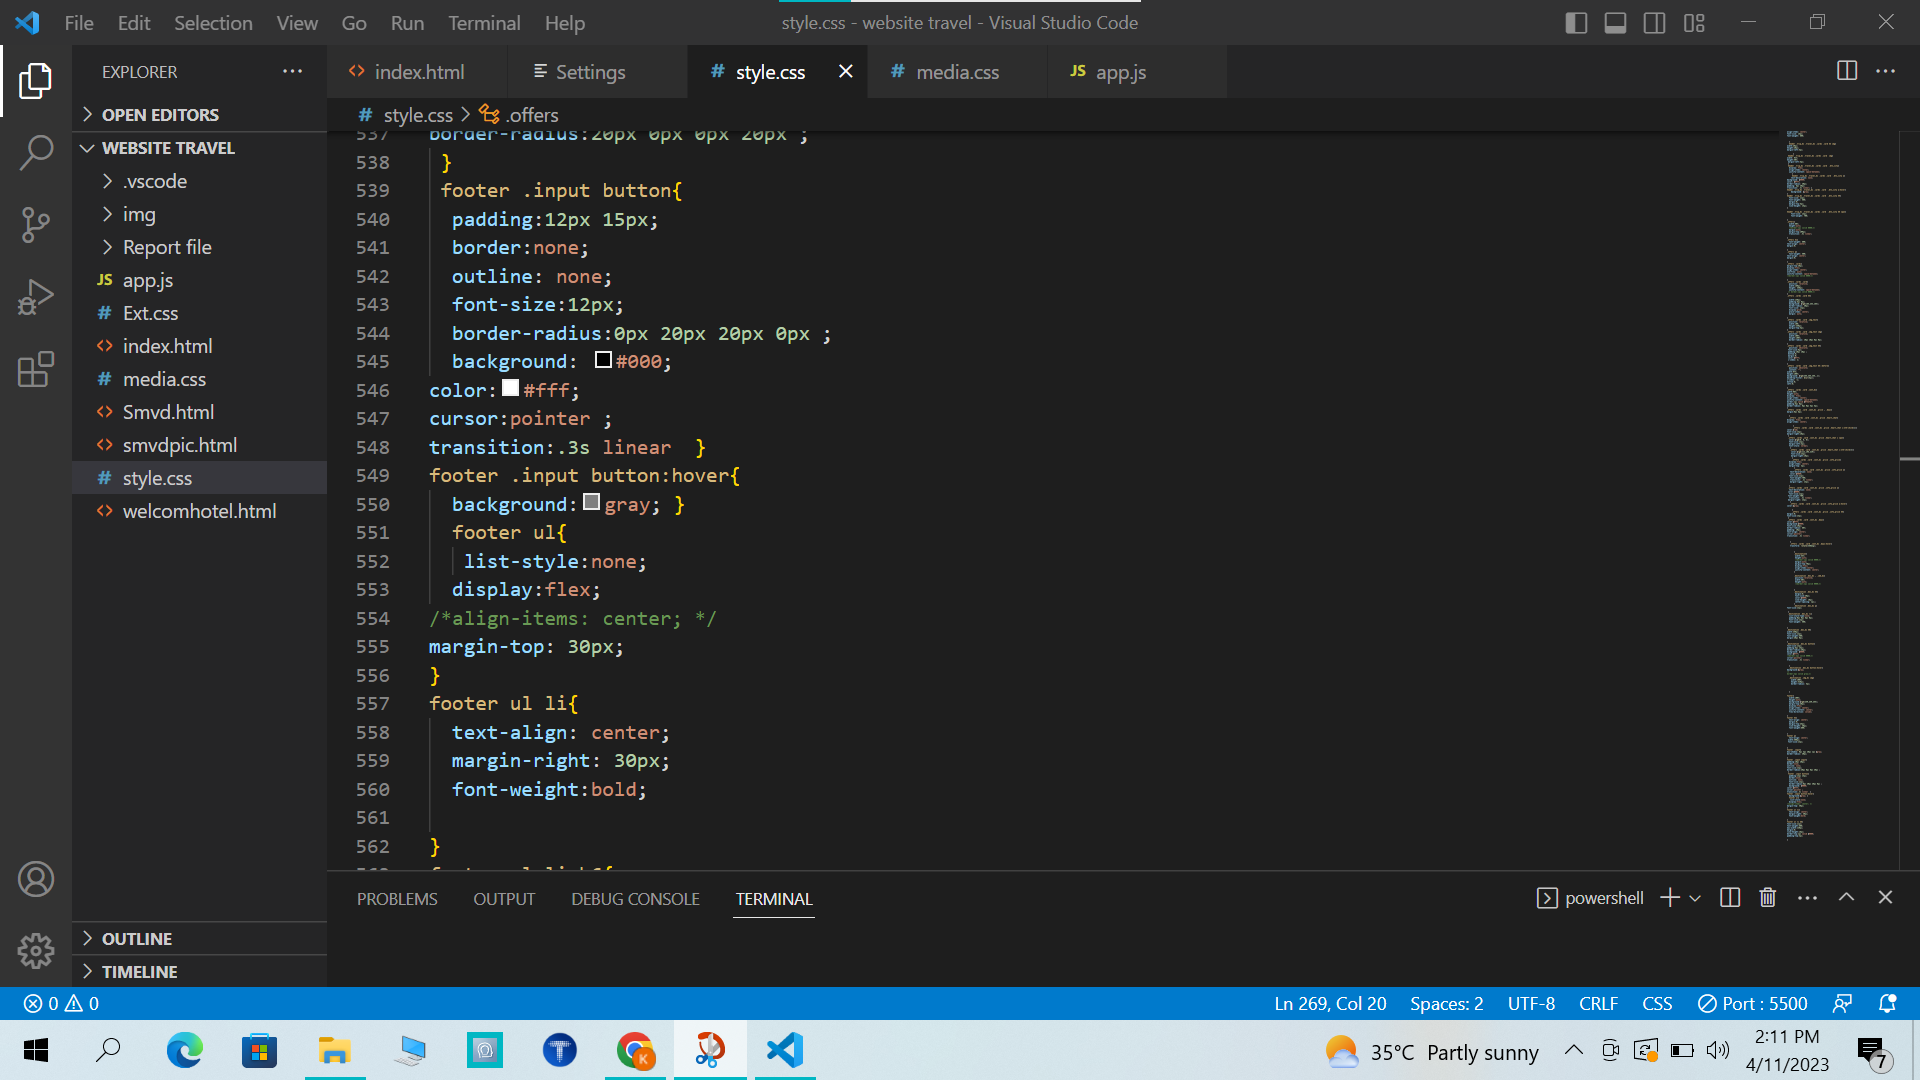 File Edit Selection View Go Run Terminal Help
style.css - website travel - Visual Studio Code
EXPLORER
index.html
Settings
style.css
media.css
JS app.js
OPEN EDITORS
# style.css > .offers
WEBSITE TRAVEL
.vscode
img
Report file
JS app.js
# Ext.css
<> index.html
# media.css
<> Smvd.html
<> smvdpic.html
# style.css
<> welcomhotel.html
OUTLINE
TIMELINE
537 border-radius:20px 0px 0px 20px ;
538 }
539 footer .input button{
540 padding:12px 15px;
541 border:none;
542 outline: none;
543 font-size:12px;
544 border-radius:0px 20px 20px 0px ;
545 background: #000;
546 color: #fff;
547 cursor:pointer ;
548 transition:.3s linear }
549 footer .input button:hover{
550 background: gray; }
551 footer ul{
552 list-style:none;
553 display:flex;
554 /*align-items: center; */
555 margin-top: 30px;
556 }
557 footer ul li{
558 text-align: center;
559 margin-right: 30px;
560 font-weight:bold;
561
562 }
PROBLEMS OUTPUT DEBUG CONSOLE TERMINAL
powershell
0 0
Ln 269, Col 20 Spaces: 2 UTF-8 CRLF CSS Port : 5500
35°C Partly sunny
2:11 PM
4/11/2023
7